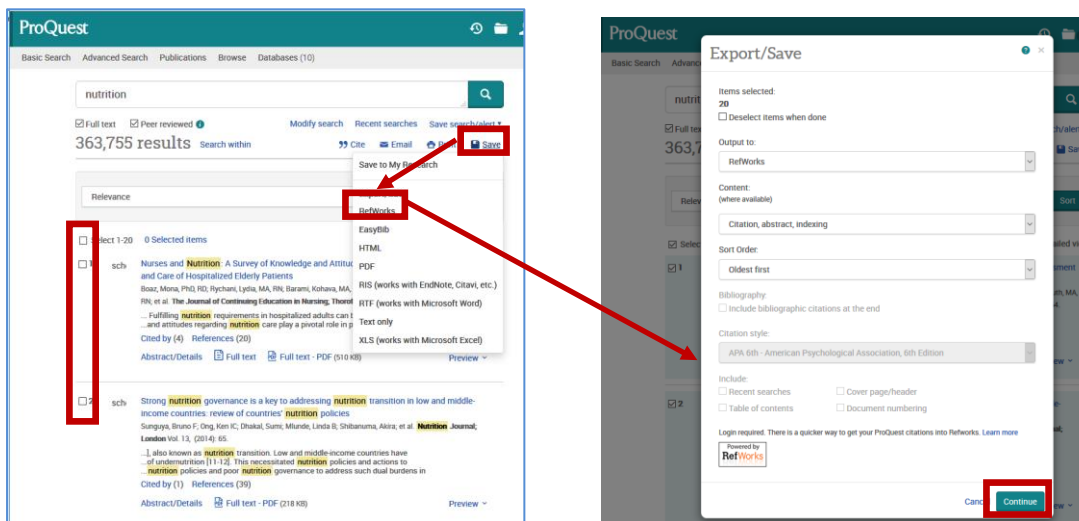 ProQuest
Basic Search Advanced Search Publications Browse Databases (10)
nutrition
Full text Peer reviewed
Modify search Recent searches Save search/alert
363,755 results Search within
Cite Email Print Save
Save to My Research
Relevance
RefWorks
EasyBib
HTML
PDF
RIS (works with EndNote, Citavi, etc.)
RTF (works with Microsoft Word)
Text only
XLS (works with Microsoft Excel)
Select 1-20 0 Selected items
1
Nurses and Nutrition: A Survey of Knowledge and
and Care of Hospitalized Elderly Patients
Boaz, Mona, PhD, RD; Rychani, Lydia, MA, RN; Barami, Kohava, MA,
RN; et al. The Journal of Continuing Education in Nursing;
... Fulfilling nutrition requirements in hospitalized adults can
...and attitudes regarding nutrition care play a pivotal role in
Cited by (4) References (20)
Abstract/Details Full text Full text - PDF (510 KB) Preview
2
Strong nutrition governance is a key to addressing nutrition transition in low and middle-
income countries: review of countries' nutrition policies
Sunguya, Bruno F; Ong, Ken IC; Dhakal, Sumi; Mlunde, Linda B; Shibanuma, Akira; et al. Nutrition Journal;
London Vol. 13, (2014): 65.
...], also known as nutrition transition. Low and middle-income countries have
...of undernutrition [11-12]. This necessitated nutrition policies and actions to
...nutrition policies and poor nutrition governance to address such dual burdens in
Cited by (1) References (39)
Abstract/Details Full text - PDF (218 KB) Preview
ProQuest
Basic Search
Export/Save
Items selected:
20
Deselect items when done
Output to:
RefWorks
Content:
(where available)
Citation, abstract, indexing
Sort Order:
Oldest first
Bibliography:
Include bibliographic citations at the end
Citation style:
APA 6th - American Psychological Association, 6th Edition
Include:
Recent searches Cover page/header
Table of contents Document numbering
Login required. There is a quicker way to get your ProQuest citations into Refworks. Learn more
Powered by
RefWorks
Continue
Sort
1
2